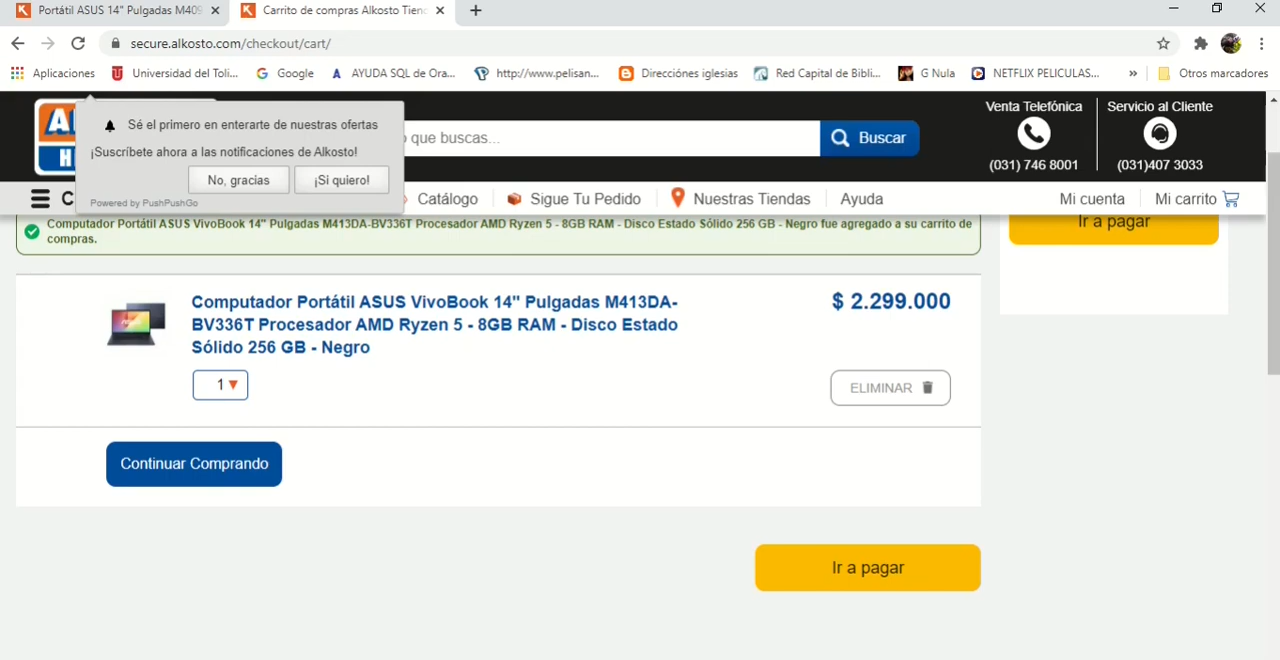 Portátil ASUS 14" Pulgadas M409
Carrito de compras Alkosto Tienc
secure.alkosto.com/checkout/cart/
Aplicaciones
Universidad del Toli...
Google
AYUDA SQL de Ora...
http://www.pelisan...
Direcciónes iglesias
Red Capital de Bibli...
G Nula
NETFLIX PELICULAS...
»
Otros marcadores
Sé el primero en enterarte de nuestras ofertas
¡Suscríbete ahora a las notificaciones de Alkosto!
No, gracias
¡Si quiero!
Powered by PushPushGo
que buscas...
Buscar
Venta Telefónica
(031) 746 8001
Servicio al Cliente
(031)407 3033
Catálogo
Sigue Tu Pedido
Nuestras Tiendas
Ayuda
Mi cuenta
Mi carrito
Computador Portátil ASUS VivoBook 14" Pulgadas M413DA-BV336T Procesador AMD Ryzen 5 - 8GB RAM - Disco Estado Sólido 256 GB - Negro fue agregado a su carrito de
compras.
Ir a pagar
Computador Portátil ASUS VivoBook 14" Pulgadas M413DA-
BV336T Procesador AMD Ryzen 5 - 8GB RAM - Disco Estado
Sólido 256 GB - Negro
$ 2.299.000
1
ELIMINAR
Continuar Comprando
Ir a pagar